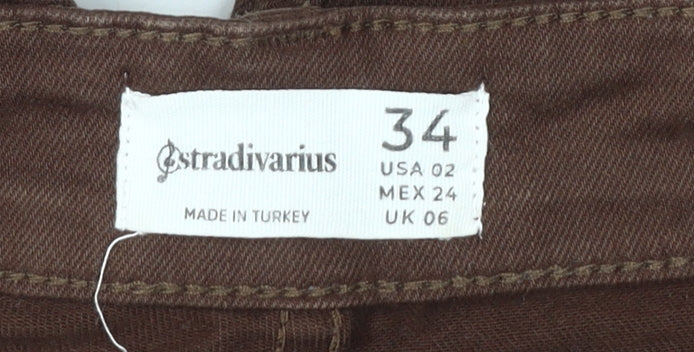 stradivarius
MADE IN TURKEY
34
USA 02
MEX 24
UK 06